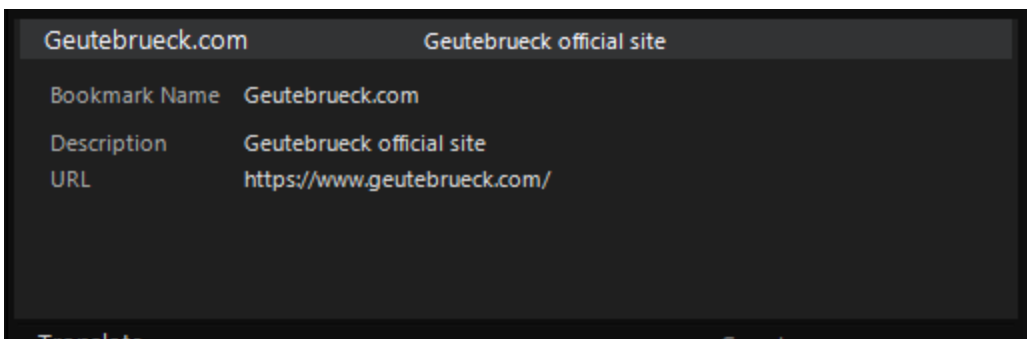 Geutebrueck.com Geutebrueck official site
Bookmark Name Geutebrueck.com
Description Geutebrueck official site
URL https://www.geutebrueck.com/